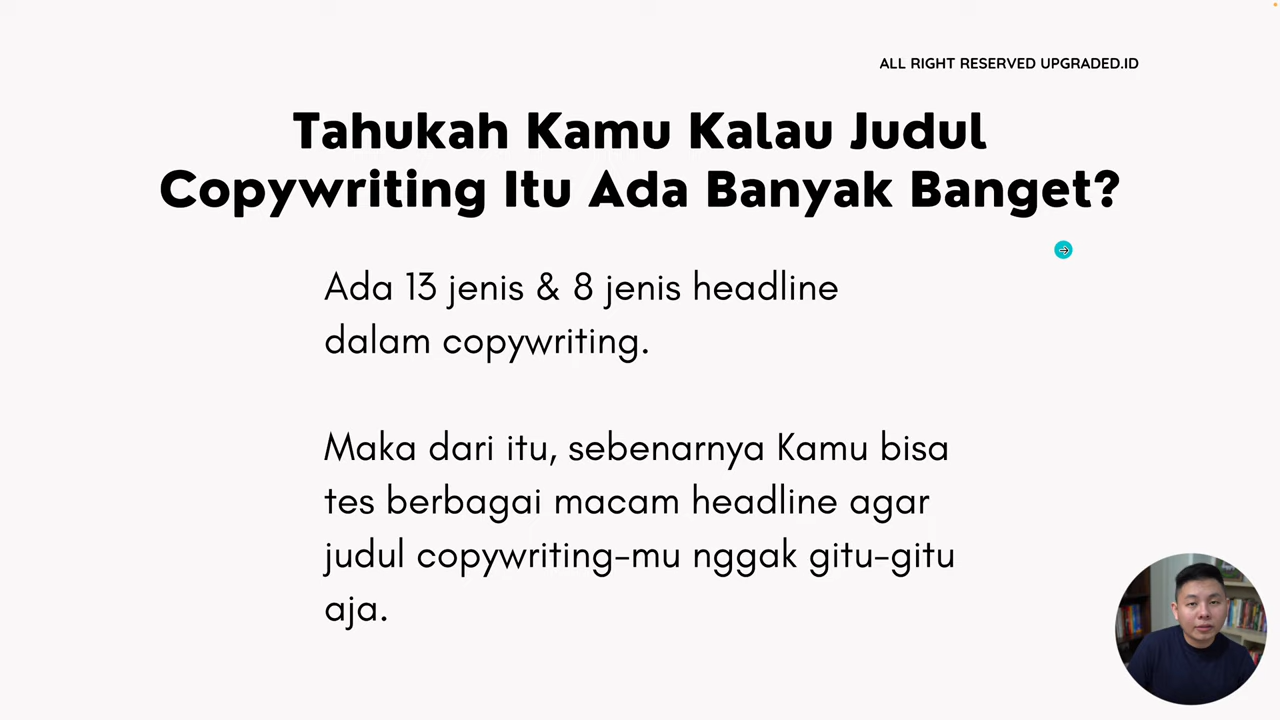 ALL RIGHT RESERVED UPGRADED.ID
Tahukah Kamu Kalau Judul
Copywriting Itu Ada Banyak Banget?
Ada 13 jenis & 8 jenis headline
dalam copywriting.
Maka dari itu, sebenarnya Kamu bisa
tes berbagai macam headline agar
judul copywriting-mu nggak gitu-gitu
aja.